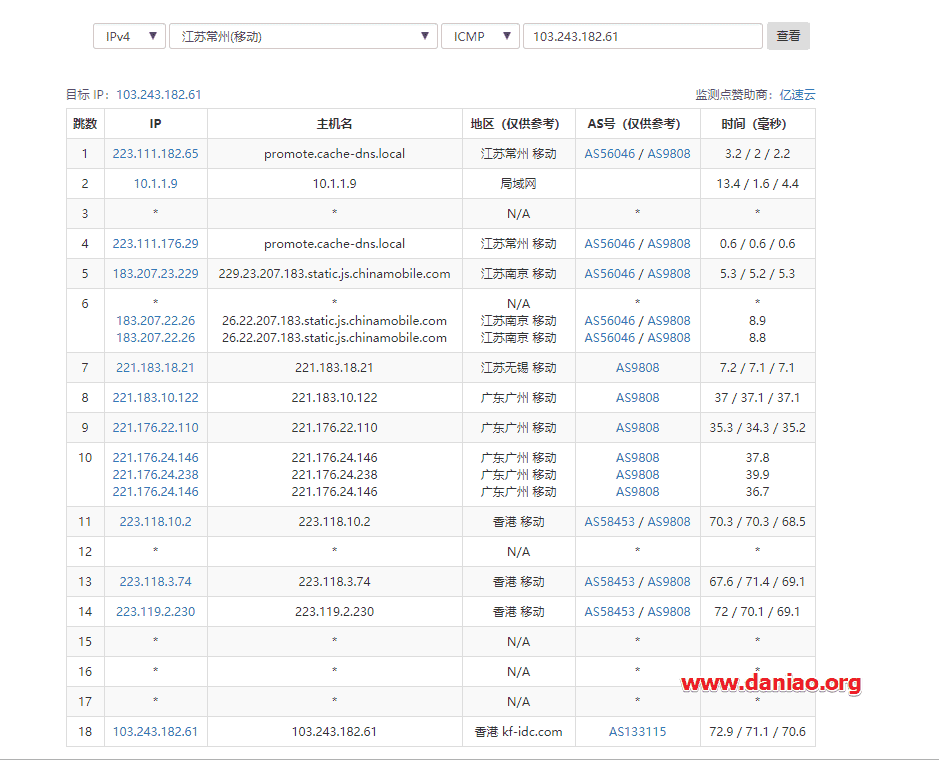 IPv4 ▼ 江苏常州(移动) ▼ ICMP ▼ 103.243.182.61 查看
目标 IP：103.243.182.61 监测点赞助商：亿速云
跳数 IP 主机名 地区（仅供参考） AS号（仅供参考） 时间（毫秒）
1 223.111.182.65 promote.cache-dns.local 江苏常州 移动 AS56046 / AS9808 3.2 / 2 / 2.2
2 10.1.1.9 10.1.1.9 局域网 13.4 / 1.6 / 4.4
3 * * N/A * *
4 223.111.176.29 promote.cache-dns.local 江苏常州 移动 AS56046 / AS9808 0.6 / 0.6 / 0.6
5 183.207.23.229 229.23.207.183.static.js.chinamobile.com 江苏南京 移动 AS56046 / AS9808 5.3 / 5.2 / 5.3
6 * * N/A * *
183.207.22.26 26.22.207.183.static.js.chinamobile.com 江苏南京 移动 AS56046 / AS9808 8.9
183.207.22.26 26.22.207.183.static.js.chinamobile.com 江苏南京 移动 AS56046 / AS9808 8.8
7 221.183.18.21 221.183.18.21 江苏无锡 移动 AS9808 7.2 / 7.1 / 7.1
8 221.183.10.122 221.183.10.122 广东广州 移动 AS9808 37 / 37.1 / 37.1
9 221.176.22.110 221.176.22.110 广东广州 移动 AS9808 35.3 / 34.3 / 35.2
10 221.176.24.146 221.176.24.146 广东广州 移动 AS9808 37.8
221.176.24.238 221.176.24.238 广东广州 移动 AS9808 39.9
221.176.24.146 221.176.24.146 广东广州 移动 AS9808 36.7
11 223.118.10.2 223.118.10.2 香港 移动 AS58453 / AS9808 70.3 / 70.3 / 68.5
12 * * N/A * *
13 223.118.3.74 223.118.3.74 香港 移动 AS58453 / AS9808 67.6 / 71.4 / 69.1
14 223.119.2.230 223.119.2.230 香港 移动 AS58453 / AS9808 72 / 70.1 / 69.1
15 * * N/A * *
16 * * N/A * *
www.daniao.org
17 * * N/A * *
18 103.243.182.61 103.243.182.61 香港 kf-idc.com AS133115 72.9 / 71.1 / 70.6